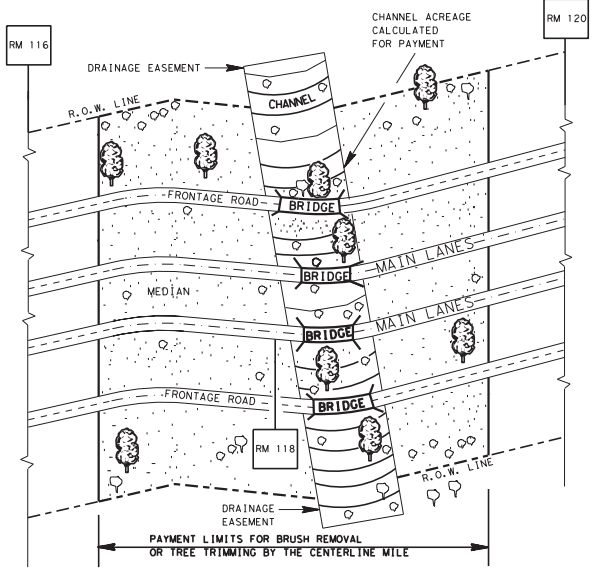 RM 116
RM 120
CHANNEL ACREAGE
CALCULATED
FOR PAYMENT
DRAINAGE EASEMENT
R.O.W. LINE
CHANNEL
FRONTAGE ROAD
BRIDGE
MAIN LANES
BRIDGE
MEDIAN
MAIN LANES
BRIDGE
FRONTAGE ROAD
BRIDGE
RM 118
R.O.W. LINE
DRAINAGE
EASEMENT
PAYMENT LIMITS FOR BRUSH REMOVAL
OR TREE TRIMMING BY THE CENTERLINE MILE